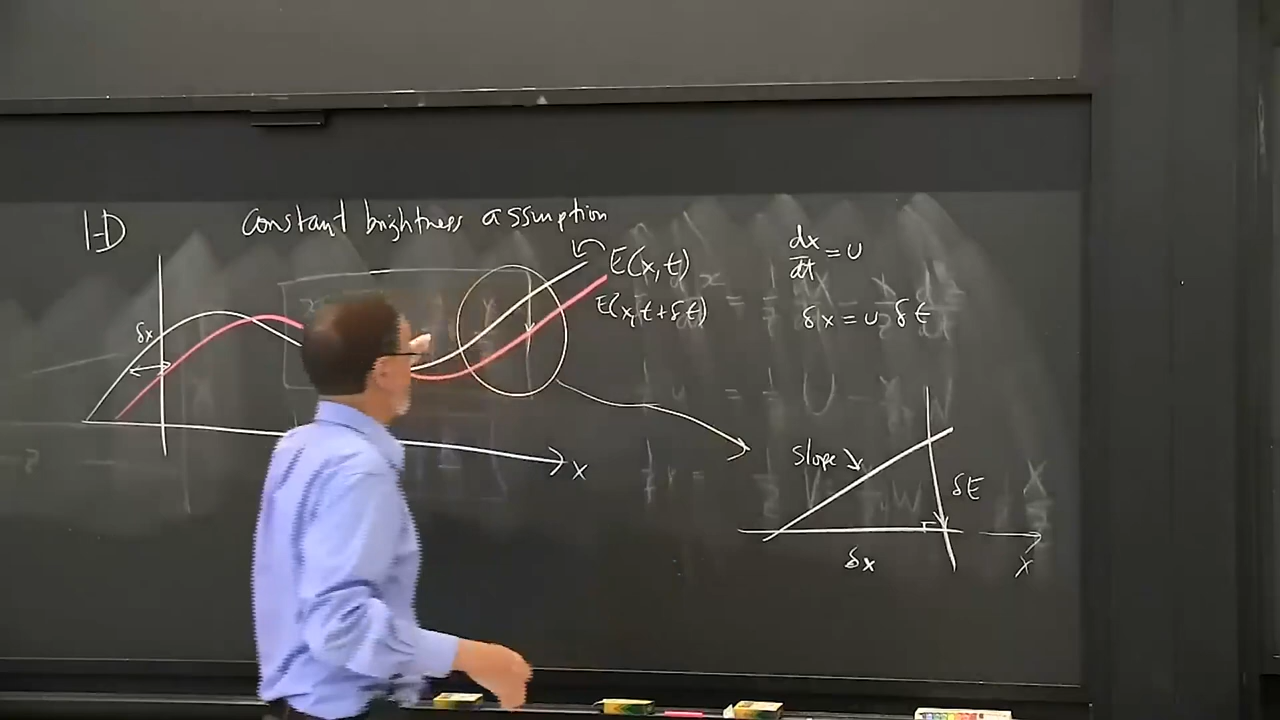 1-D
constant brightness assumption
dx/dt = u
E(x,t)
E(x,t+δt)
δx = u δt
δx
x
slope
δE
δx
x